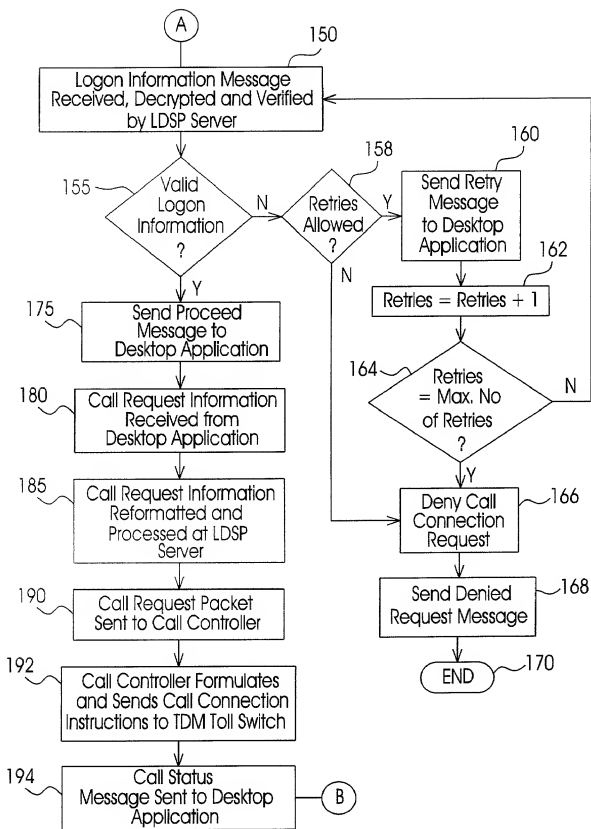 A
150
Logon Information Message
Received, Decrypted and Verified
by LDSP Server
155
Valid
Logon
Information
?
N
Y
158
Retries
Allowed
?
Y
N
160
Send Retry
Message
to Desktop
Application
162
Retries = Retries + 1
164
Retries
= Max. No
of Retries
?
N
Y
166
Deny Call
Connection
Request
168
Send Denied
Request Message
END
170
175
Send Proceed
Message to
Desktop Application
180
Call Request Information
Received from
Desktop Application
185
Call Request Information
Reformatted and
Processed at LDSP
Server
190
Call Request Packet
Sent to Call Controller
192
Call Controller Formulates
and Sends Call Connection
Instructions to TDM Toll Switch
194
Call Status
Message Sent to Desktop
Application
B